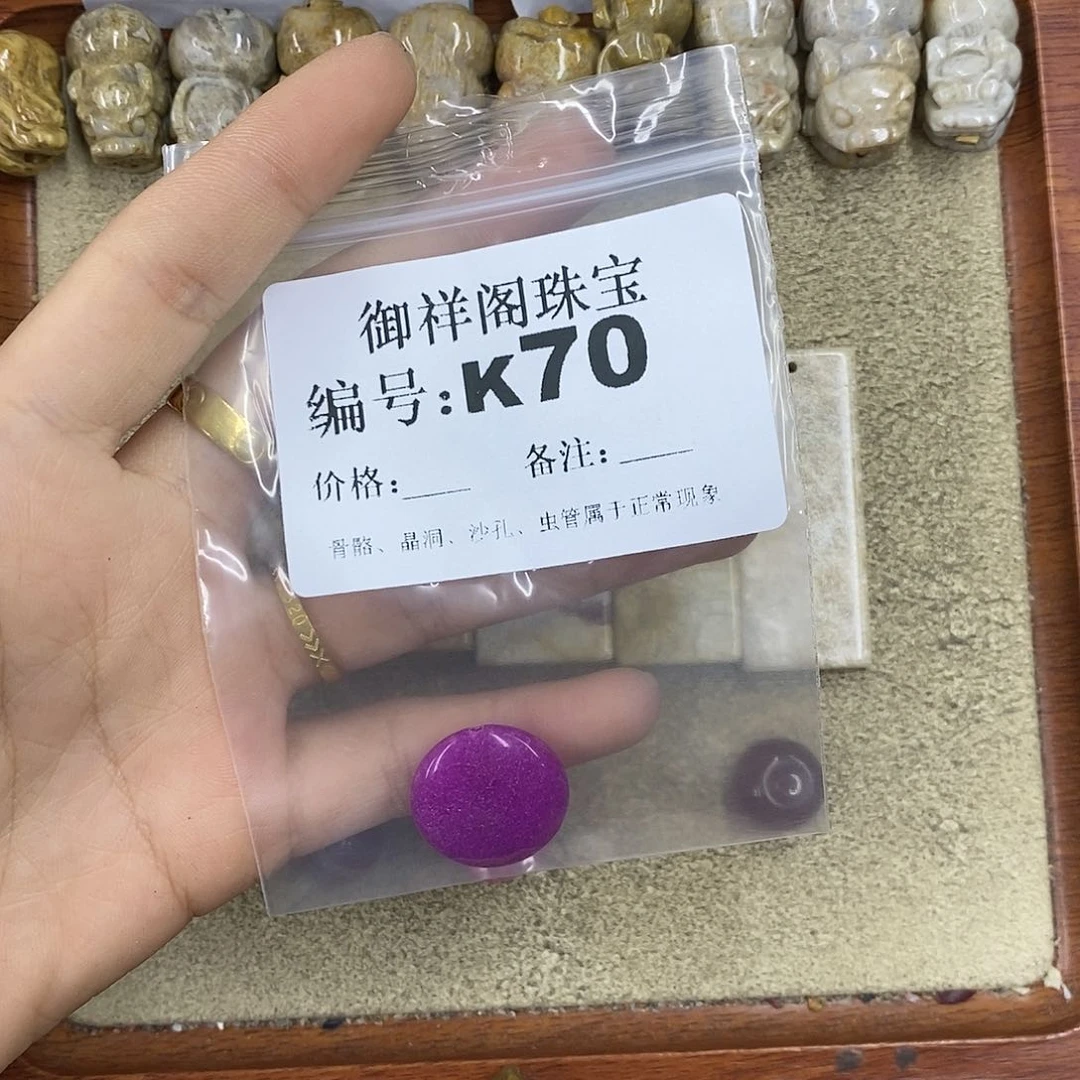 御祥阁珠宝
编号:K70
价格:___ 备注:____
骨骼、晶洞、沙孔、虫管属于正常现象